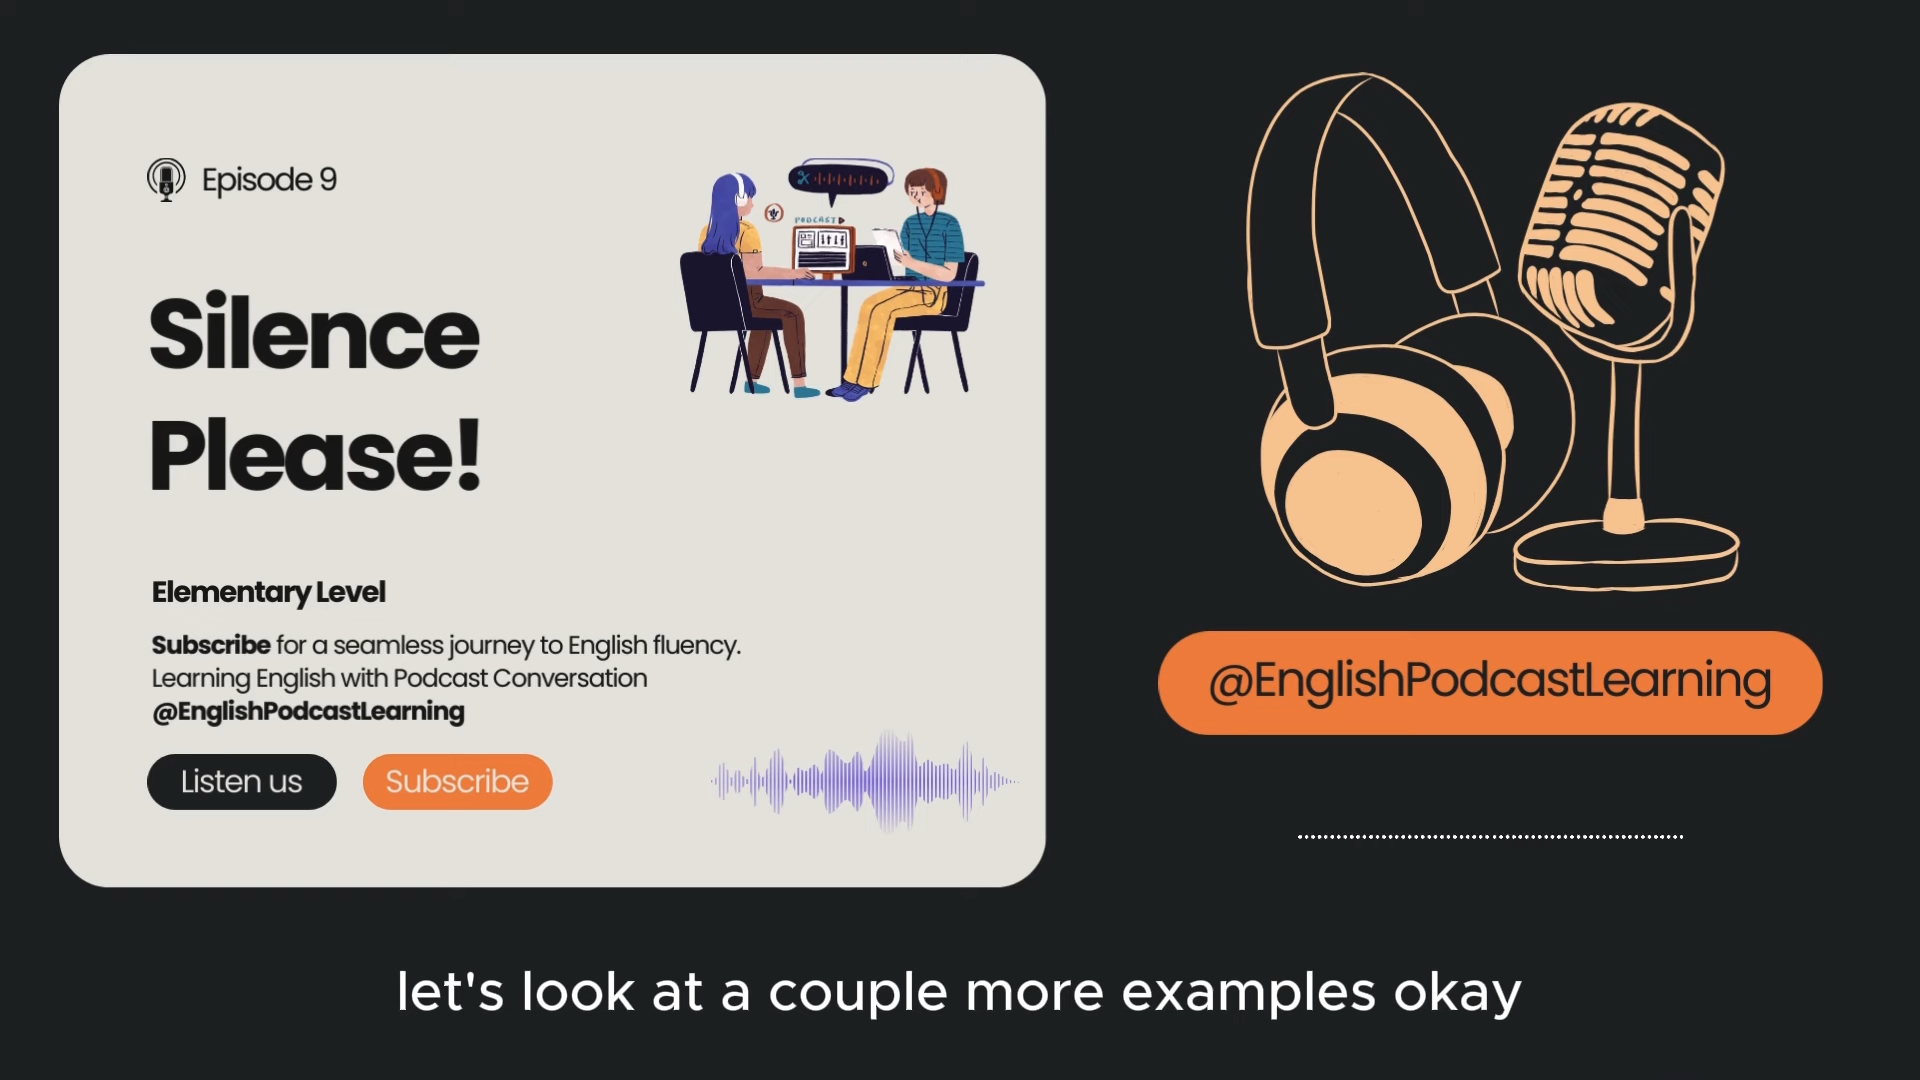 Episode 9
PODCAST
Silence
Please!
Elementary Level
Subscribe for a seamless journey to English fluency.
Learning English with Podcast Conversation
@EnglishPodcastLearning
Listen us
Subscribe
@EnglishPodcastLearning
let's look at a couple more examples okay